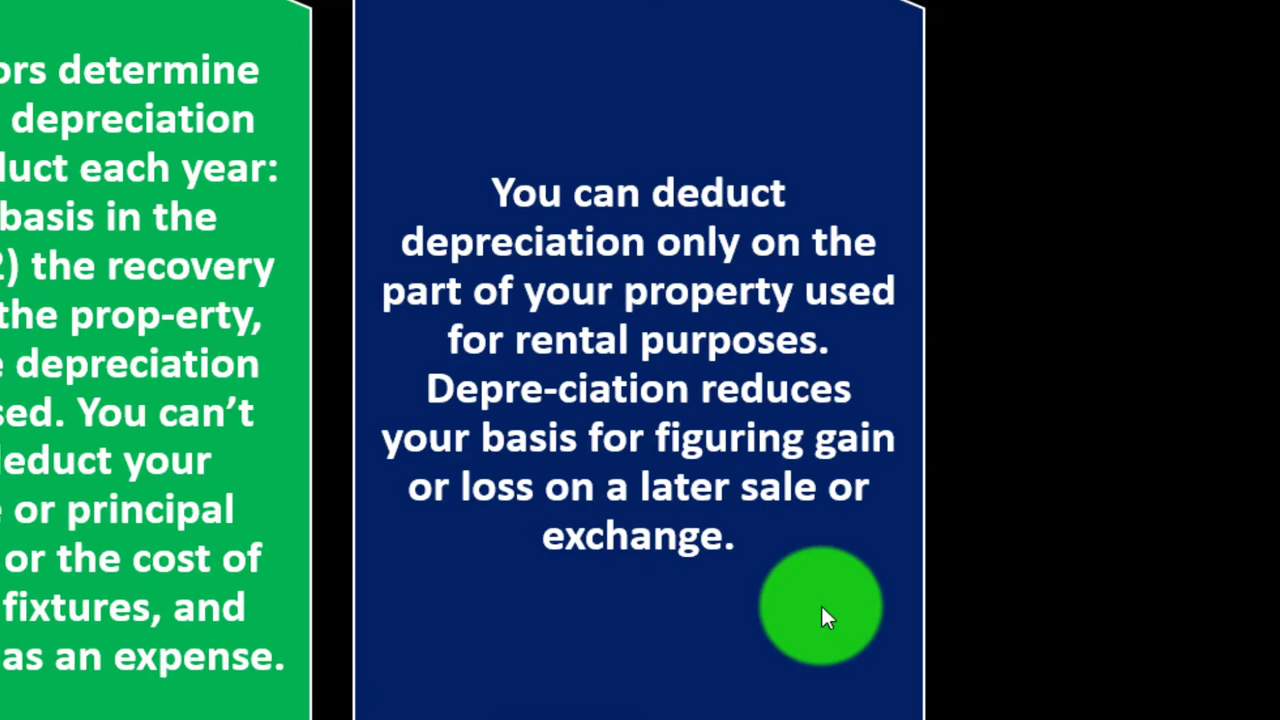 ors determine
depreciation
duct each year:
basis in the
2) the recovery
the prop-erty,
e depreciation
sed. You can’t
deduct your
e or principal
or the cost of
fixtures, and
as an expense.
You can deduct
depreciation only on the
part of your property used
for rental purposes.
Depre-ciation reduces
your basis for figuring gain
or loss on a later sale or
exchange.